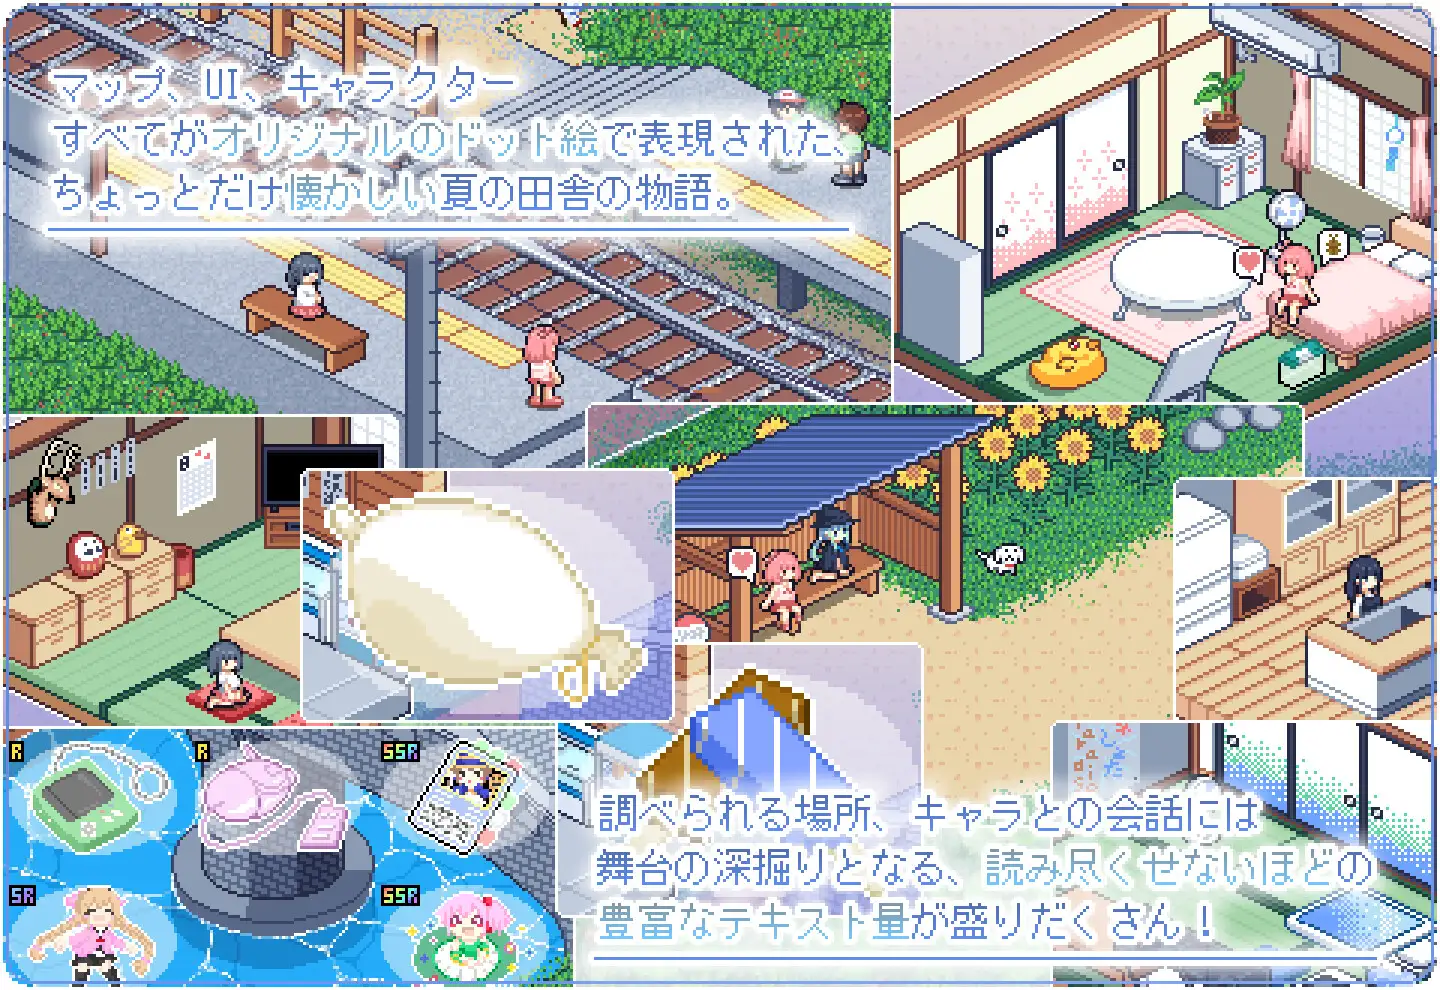 マップ、UI、キャラクター
すべてがオリジナルのドット絵で表現された、
ちょっとだけ懐かしい夏の田舎の物語。
R
R
SSR
SR
SSR
調べられる場所、キャラとの会話には
舞台の深掘りとなる、読み尽くせないほどの
豊富なテキスト量が盛りだくさん！